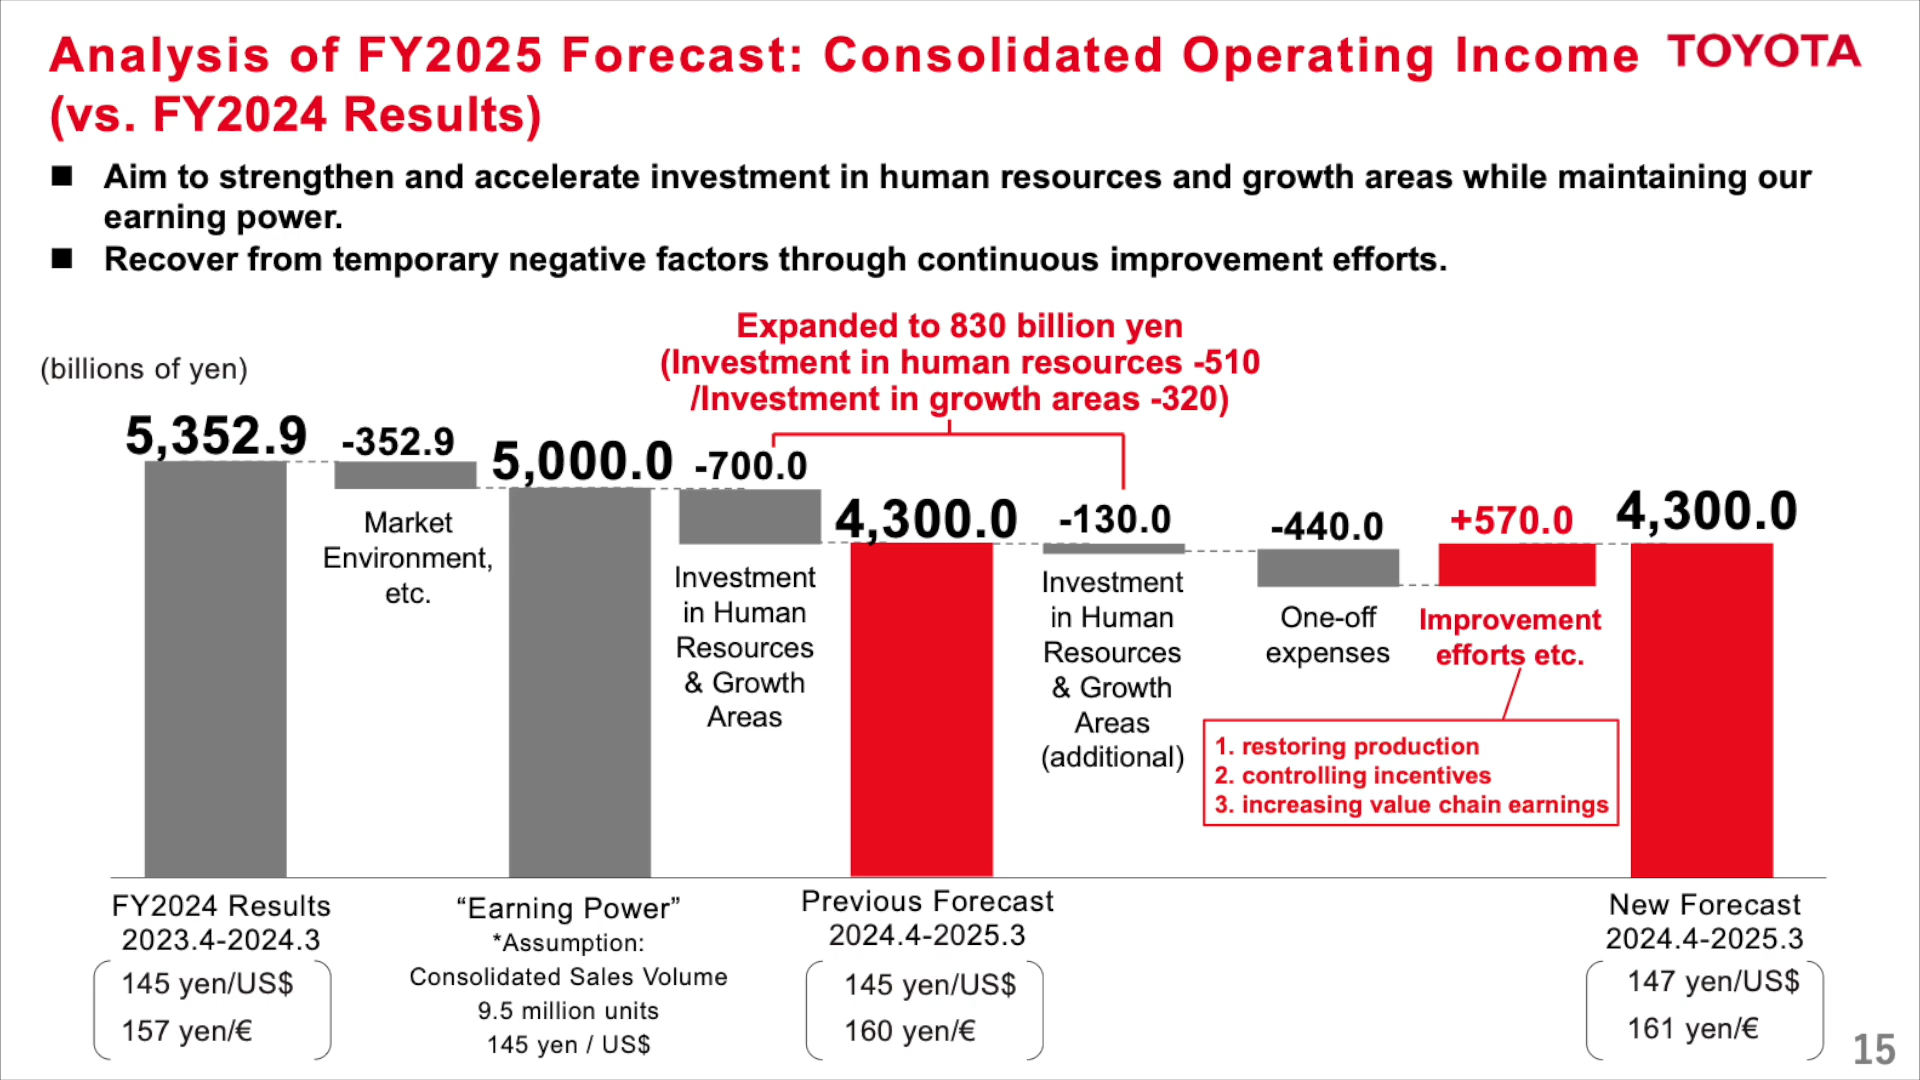 Analysis of FY2025 Forecast: Consolidated Operating Income
(vs. FY2024 Results)
TOYOTA
■ Aim to strengthen and accelerate investment in human resources and growth areas while maintaining our
earning power.
■ Recover from temporary negative factors through continuous improvement efforts.
Expanded to 830 billion yen
(Investment in human resources -510
/Investment in growth areas -320)
(billions of yen)
5,352.9
-352.9
5,000.0
-700.0
4,300.0
-130.0
-440.0
+570.0
4,300.0
Market
Environment,
etc.
Investment
in Human
Resources
& Growth
Areas
Investment
in Human
Resources
& Growth
Areas
(additional)
One-off
expenses
Improvement
efforts etc.
1. restoring production
2. controlling incentives
3. increasing value chain earnings
FY2024 Results
2023.4-2024.3
145 yen/US$
157 yen/€
“Earning Power”
*Assumption:
Consolidated Sales Volume
9.5 million units
145 yen / US$
Previous Forecast
2024.4-2025.3
145 yen/US$
160 yen/€
New Forecast
2024.4-2025.3
147 yen/US$
161 yen/€
15